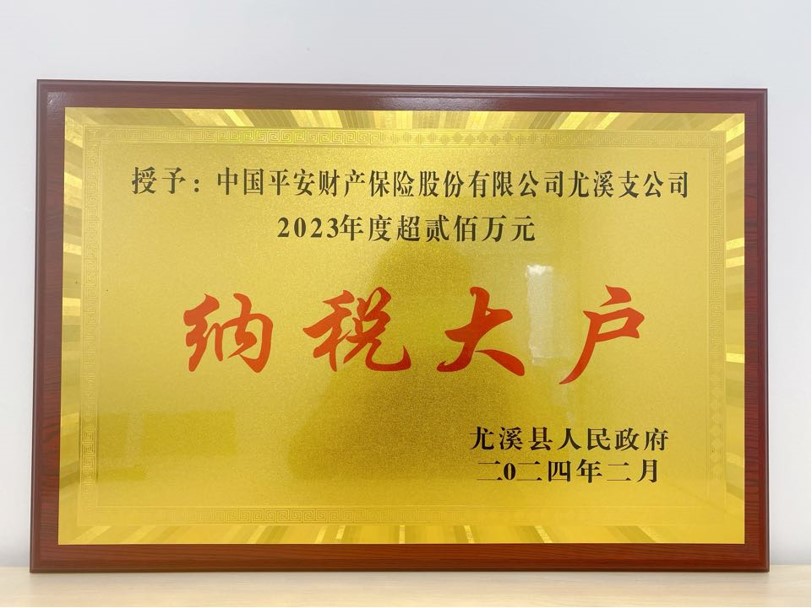 授予：中国平安财产保险股份有限公司尤溪支公司
2023年度超贰佰万元
纳税大户
尤溪县人民政府
二0二四年二月